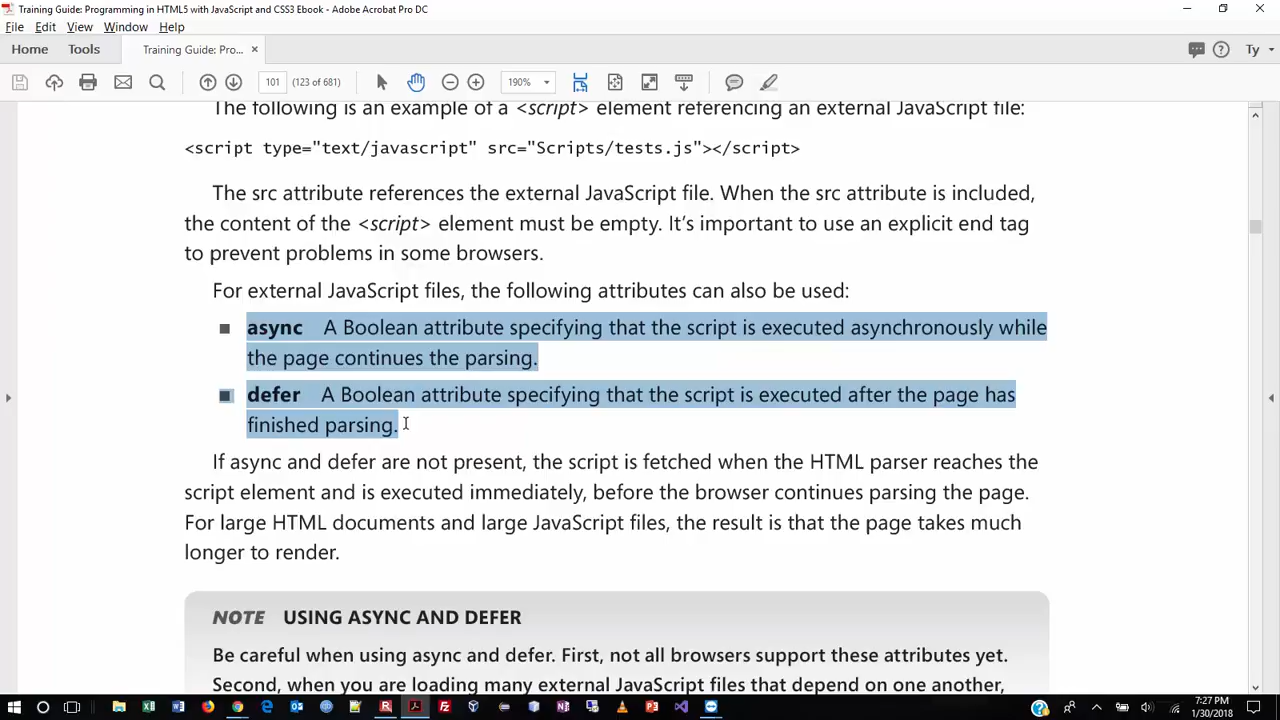 Training Guide: Programming in HTML5 with JavaScript and CSS3 Ebook - Adobe Acrobat Pro DC
File Edit View Window Help
Home Tools Training Guide: Pro... × Ty
101 (123 of 681) 190%
The following is an example of a <script> element referencing an external JavaScript file:
<script type="text/javascript" src="Scripts/tests.js"></script>
The src attribute references the external JavaScript file. When the src attribute is included,
the content of the <script> element must be empty. It's important to use an explicit end tag
to prevent problems in some browsers.
For external JavaScript files, the following attributes can also be used:
■ async A Boolean attribute specifying that the script is executed asynchronously while
the page continues the parsing.
■ defer A Boolean attribute specifying that the script is executed after the page has
finished parsing.
If async and defer are not present, the script is fetched when the HTML parser reaches the
script element and is executed immediately, before the browser continues parsing the page.
For large HTML documents and large JavaScript files, the result is that the page takes much
longer to render.
NOTE USING ASYNC AND DEFER
Be careful when using async and defer. First, not all browsers support these attributes yet.
Second, when you are loading many external JavaScript files that depend on one another,
7:27 PM
1/30/2018